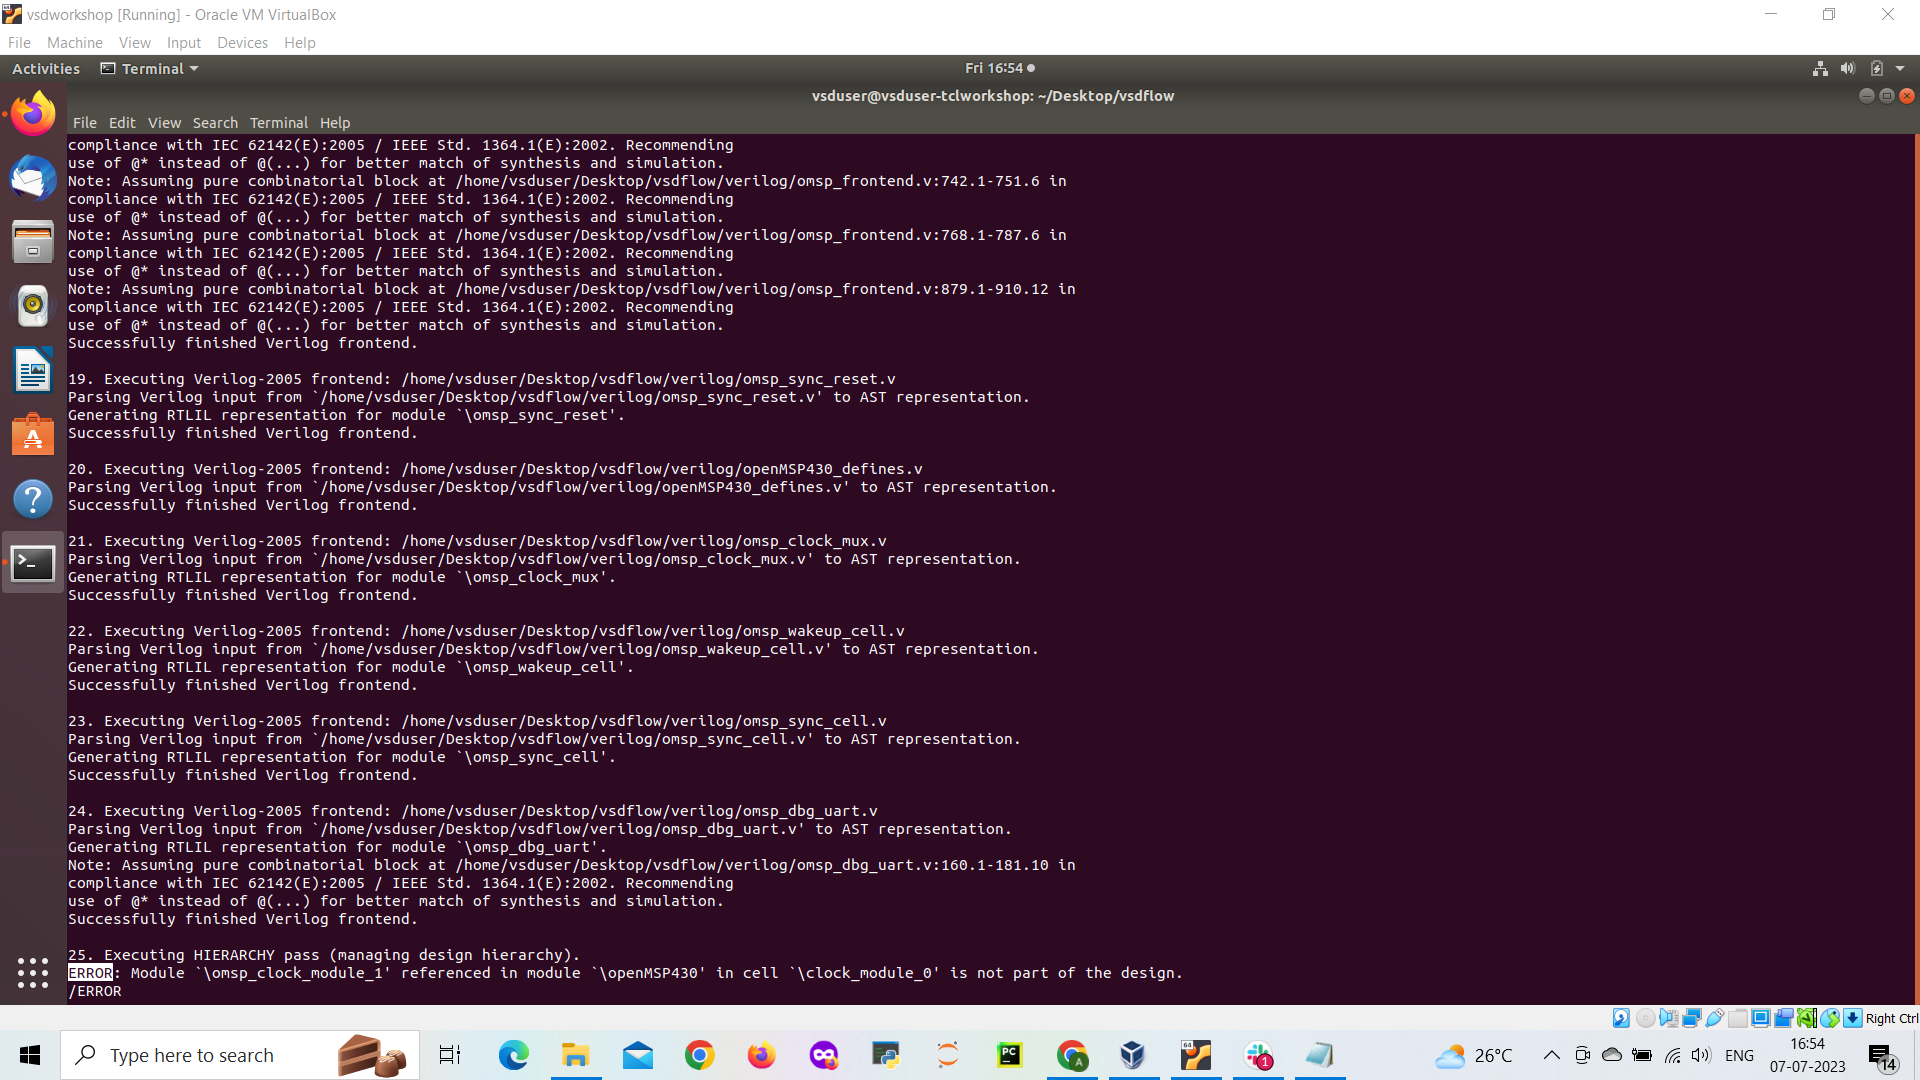 vsdworkshop [Running] - Oracle VM VirtualBox
File Machine View Input Devices Help
Activities Terminal Fri 16:54
vsduser@vsduser-tclworkshop: ~/Desktop/vsdflow
File Edit View Search Terminal Help
compliance with IEC 62142(E):2005 / IEEE Std. 1364.1(E):2002. Recommending
use of @* instead of @(...) for better match of synthesis and simulation.
Note: Assuming pure combinatorial block at /home/vsduser/Desktop/vsdflow/verilog/omsp_frontend.v:742.1-751.6 in
compliance with IEC 62142(E):2005 / IEEE Std. 1364.1(E):2002. Recommending
use of @* instead of @(...) for better match of synthesis and simulation.
Note: Assuming pure combinatorial block at /home/vsduser/Desktop/vsdflow/verilog/omsp_frontend.v:768.1-787.6 in
compliance with IEC 62142(E):2005 / IEEE Std. 1364.1(E):2002. Recommending
use of @* instead of @(...) for better match of synthesis and simulation.
Note: Assuming pure combinatorial block at /home/vsduser/Desktop/vsdflow/verilog/omsp_frontend.v:879.1-910.12 in
compliance with IEC 62142(E):2005 / IEEE Std. 1364.1(E):2002. Recommending
use of @* instead of @(...) for better match of synthesis and simulation.
Successfully finished Verilog frontend.
19. Executing Verilog-2005 frontend: /home/vsduser/Desktop/vsdflow/verilog/omsp_sync_reset.v
Parsing Verilog input from `/home/vsduser/Desktop/vsdflow/verilog/omsp_sync_reset.v' to AST representation.
Generating RTLIL representation for module `\omsp_sync_reset'.
Successfully finished Verilog frontend.
20. Executing Verilog-2005 frontend: /home/vsduser/Desktop/vsdflow/verilog/openMSP430_defines.v
Parsing Verilog input from `/home/vsduser/Desktop/vsdflow/verilog/openMSP430_defines.v' to AST representation.
Successfully finished Verilog frontend.
21. Executing Verilog-2005 frontend: /home/vsduser/Desktop/vsdflow/verilog/omsp_clock_mux.v
Parsing Verilog input from `/home/vsduser/Desktop/vsdflow/verilog/omsp_clock_mux.v' to AST representation.
Generating RTLIL representation for module `\omsp_clock_mux'.
Successfully finished Verilog frontend.
22. Executing Verilog-2005 frontend: /home/vsduser/Desktop/vsdflow/verilog/omsp_wakeup_cell.v
Parsing Verilog input from `/home/vsduser/Desktop/vsdflow/verilog/omsp_wakeup_cell.v' to AST representation.
Generating RTLIL representation for module `\omsp_wakeup_cell'.
Successfully finished Verilog frontend.
23. Executing Verilog-2005 frontend: /home/vsduser/Desktop/vsdflow/verilog/omsp_sync_cell.v
Parsing Verilog input from `/home/vsduser/Desktop/vsdflow/verilog/omsp_sync_cell.v' to AST representation.
Generating RTLIL representation for module `\omsp_sync_cell'.
Successfully finished Verilog frontend.
24. Executing Verilog-2005 frontend: /home/vsduser/Desktop/vsdflow/verilog/omsp_dbg_uart.v
Parsing Verilog input from `/home/vsduser/Desktop/vsdflow/verilog/omsp_dbg_uart.v' to AST representation.
Generating RTLIL representation for module `\omsp_dbg_uart'.
Note: Assuming pure combinatorial block at /home/vsduser/Desktop/vsdflow/verilog/omsp_dbg_uart.v:160.1-181.10 in
compliance with IEC 62142(E):2005 / IEEE Std. 1364.1(E):2002. Recommending
use of @* instead of @(...) for better match of synthesis and simulation.
Successfully finished Verilog frontend.
25. Executing HIERARCHY pass (managing design hierarchy).
ERROR: Module `\omsp_clock_module_1' referenced in module `\openMSP430' in cell `\clock_module_0' is not part of the design.
/ERROR
Right Ctrl
Type here to search
26°C
ENG
16:54
07-07-2023
14